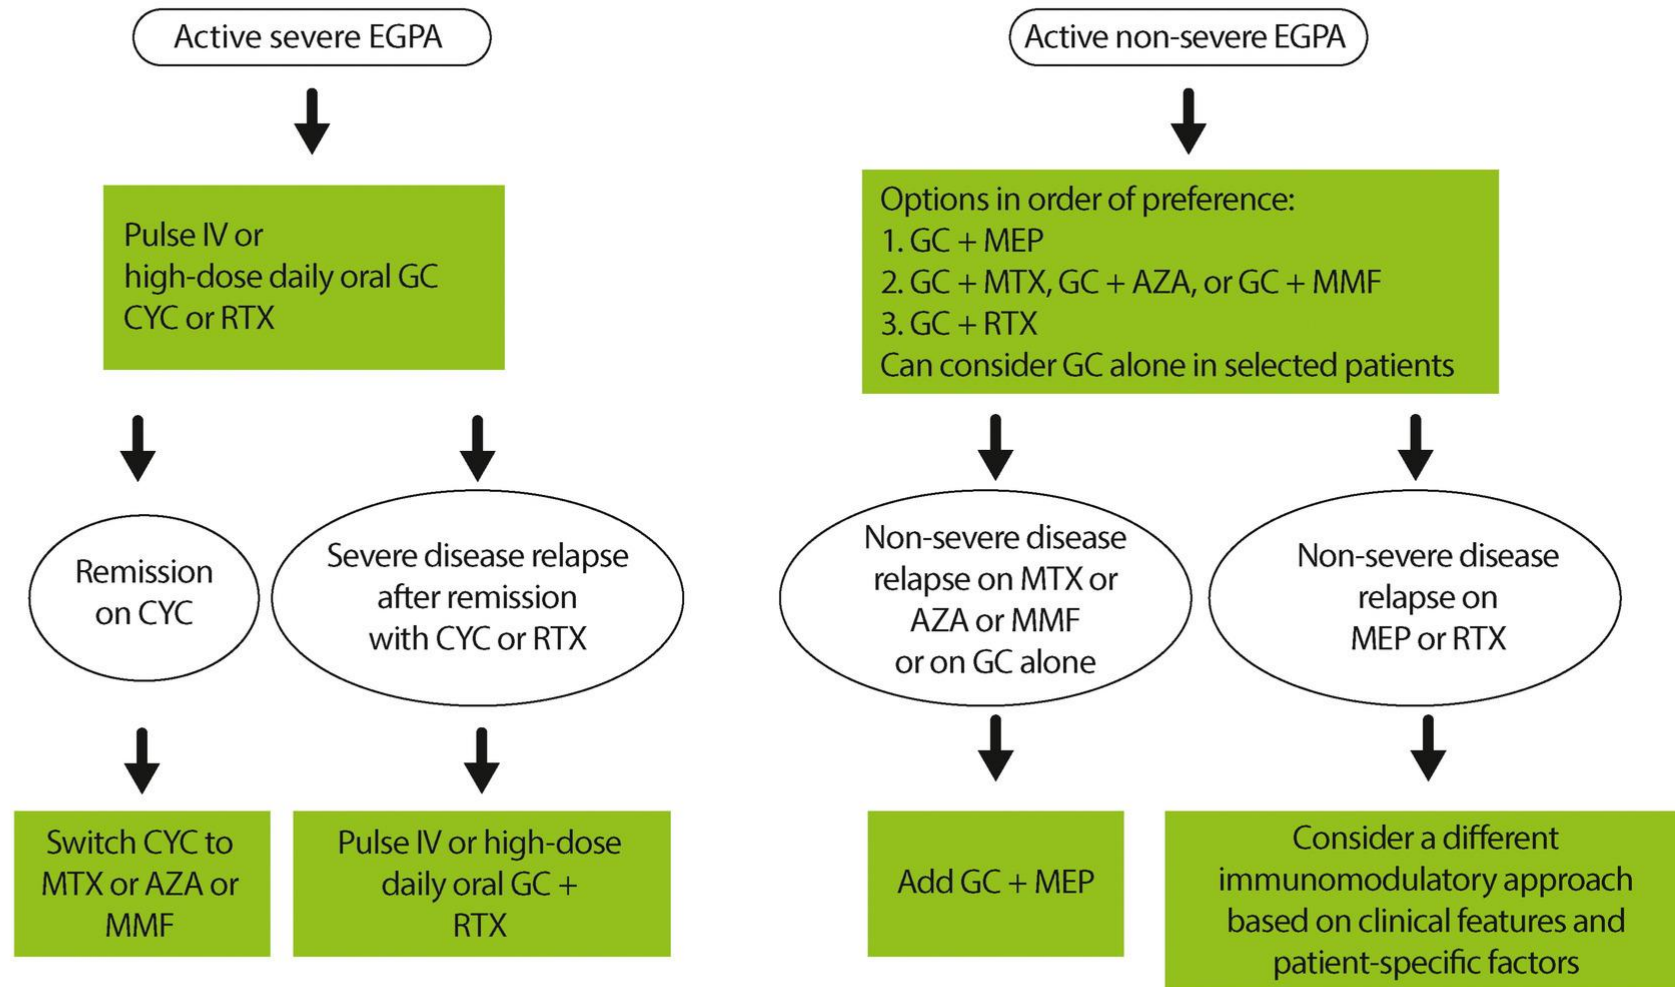 Active severe EGPA
Active non-severe EGPA
Pulse IV or
high-dose daily oral GC
CYC or RTX
Options in order of preference:
1. GC + MEP
2. GC + MTX, GC + AZA, or GC + MMF
3. GC + RTX
Can consider GC alone in selected patients
Remission
on CYC
Severe disease relapse
after remission
with CYC or RTX
Non-severe disease
relapse on MTX or
AZA or MMF
or on GC alone
Non-severe disease
relapse on
MEP or RTX
Switch CYC to
MTX or AZA or
MMF
Pulse IV or high-dose
daily oral GC +
RTX
Add GC + MEP
Consider a different
immunomodulatory approach
based on clinical features and
patient-specific factors